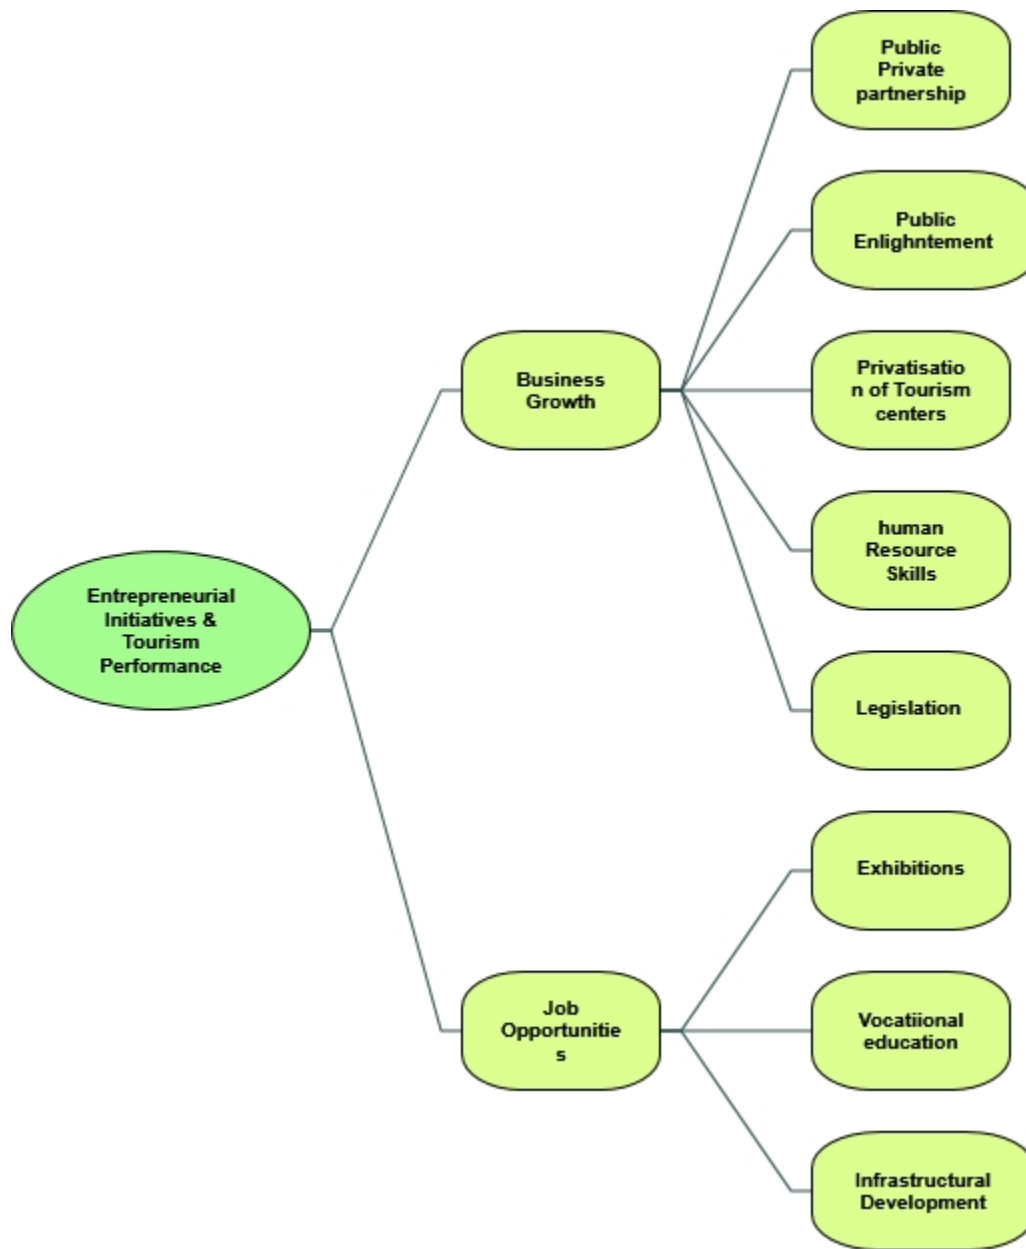 Public
Private
partnership
Public
Enlighntement
Business
Growth
Privatisatio
n of Tourism
centers
human
Resource
Skills
Entrepreneurial
Initiatives &
Tourism
Performance
Legislation
Exhibitions
Job
Opportunitie
s
Vocatiional
education
Infrastructural
Development